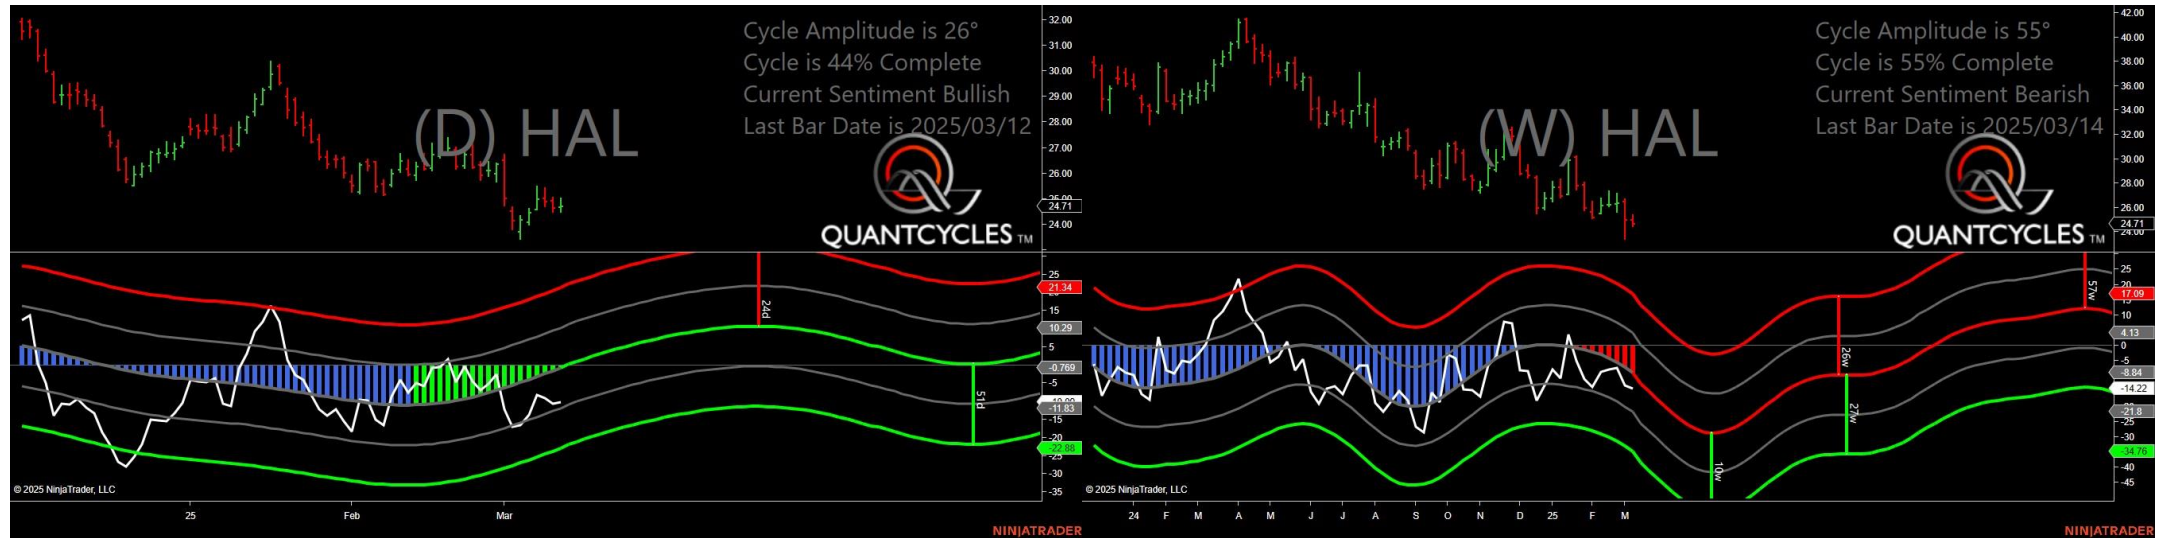 Cycle Amplitude is 26°
Cycle is 44% Complete
Current Sentiment Bullish
Last Bar Date is 2025/03/12
(D) HAL
QUANTCYCLES TM
32.00
31.00
30.00
29.00
28.00
27.00
26.00
24.71
24.00
24d
51d
25
21.34
15
10.29
5
-0.769
-5
-11.83
-15
-20
-22.88
-25
-30
-35
© 2025 NinjaTrader, LLC
25 Feb Mar
NINJATRADER
Cycle Amplitude is 55°
Cycle is 55% Complete
Current Sentiment Bearish
Last Bar Date is 2025/03/14
(W) HAL
QUANTCYCLES TM
42.00
40.00
38.00
36.00
34.00
32.00
30.00
28.00
26.00
24.71
24.00
10w
26w
27w
57w
25
17.09
15
10
4.13
0
-5
-8.84
-14.22
-21.8
-25
-30
-34.76
-40
-45
© 2025 NinjaTrader, LLC
24 F M A M J J A S O N D 25 F M
NINJATRADER